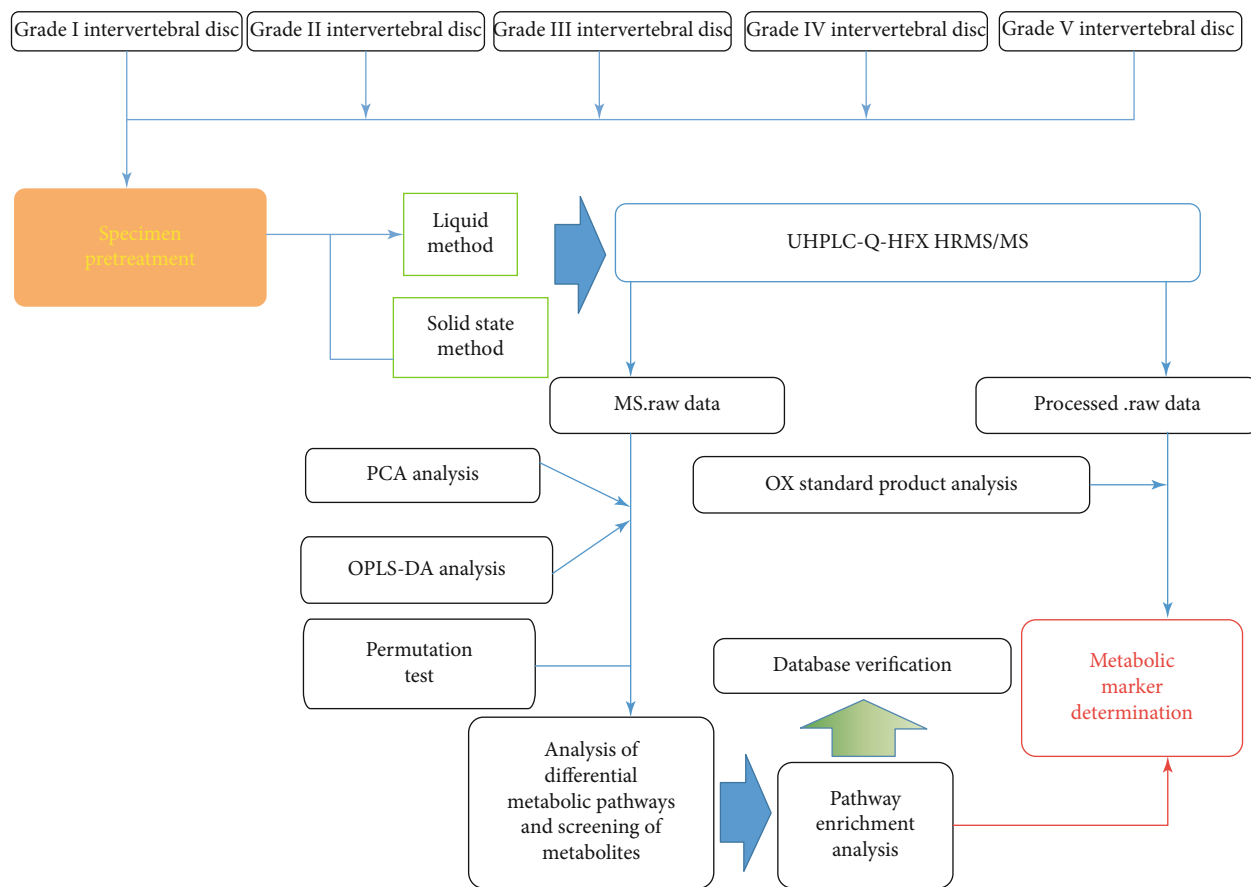 Grade I intervertebral disc
Grade II intervertebral disc
Grade III intervertebral disc
Grade IV intervertebral disc
Grade V intervertebral disc
Specimen
pretreatment
Liquid
method
Solid state
method
UHPLC-Q-HFX HRMS/MS
MS.raw data
Processed .raw data
PCA analysis
OX standard product analysis
OPLS-DA analysis
Permutation
test
Database verification
Metabolic
marker
determination
Analysis of
differential
metabolic pathways
and screening of
metabolites
Pathway
enrichment
analysis